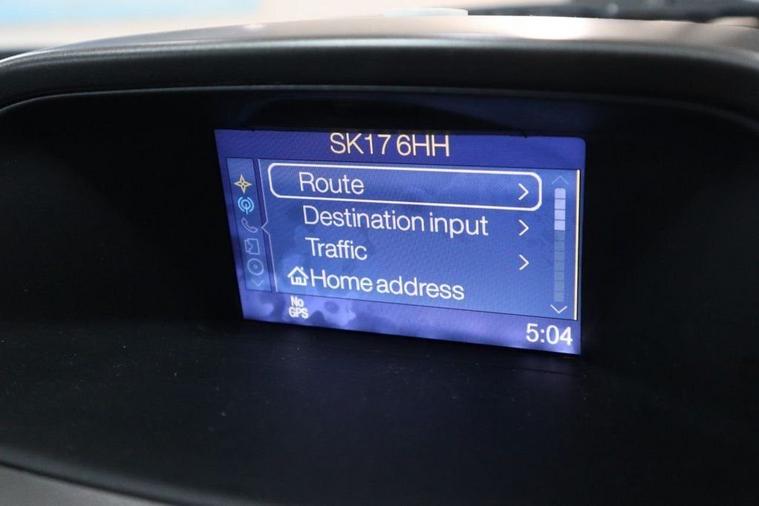 SK17 6HH
Route
Destination input
Traffic
Home address
No
GPS
5:04